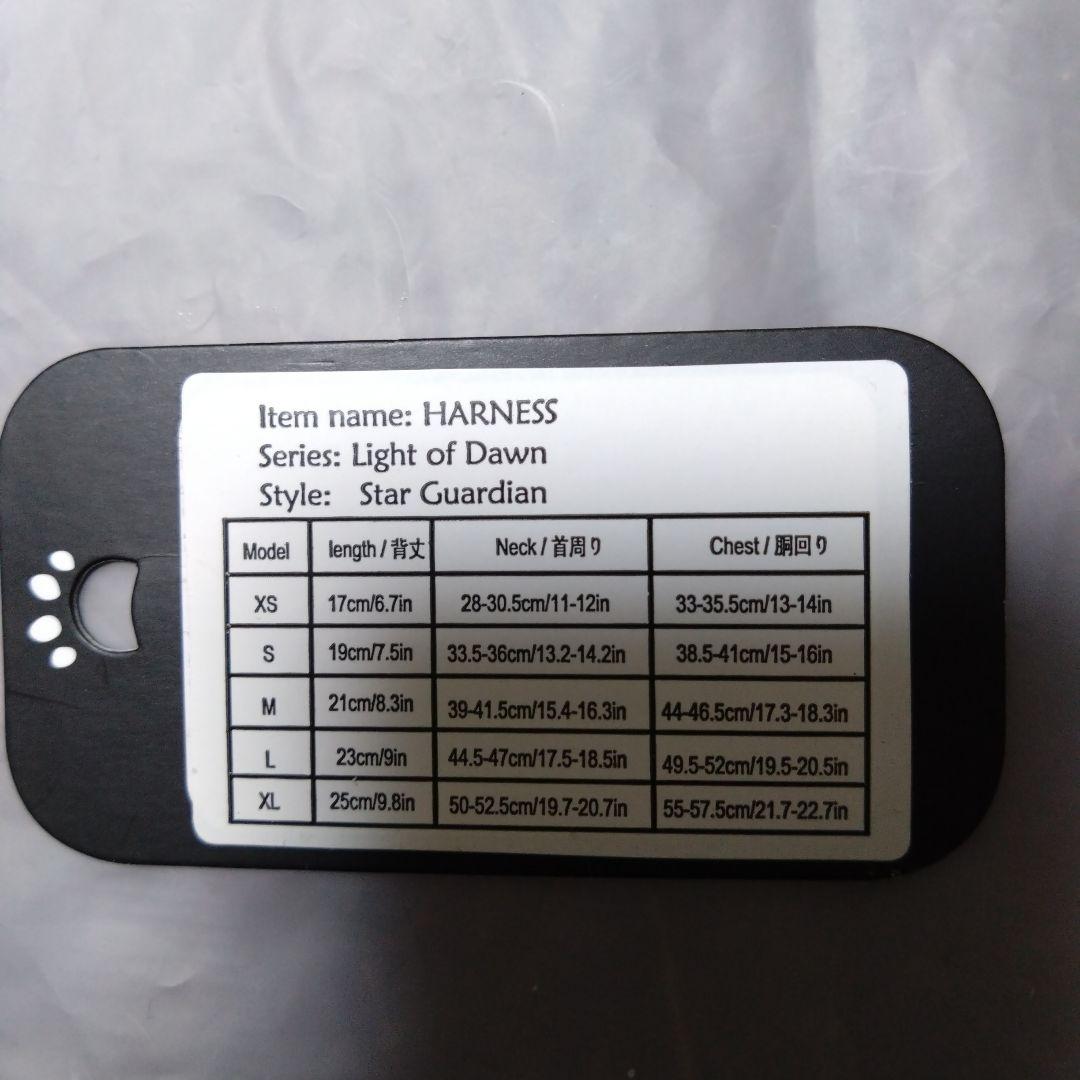 Item name: HARNESS
Series: Light of Dawn
Style: Star Guardian
Model length / 背丈 Neck / 首周り Chest / 胴回り
XS 17cm/6.7in 28-30.5cm/11-12in 33-35.5cm/13-14in
S 19cm/7.5in 33.5-36cm/13.2-14.2in 38.5-41cm/15-16in
M 21cm/8.3in 39-41.5cm/15.4-16.3in 44-46.5cm/17.3-18.3in
L 23cm/9in 44.5-47cm/17.5-18.5in 49.5-52cm/19.5-20.5in
XL 25cm/9.8in 50-52.5cm/19.7-20.7in 55-57.5cm/21.7-22.7in